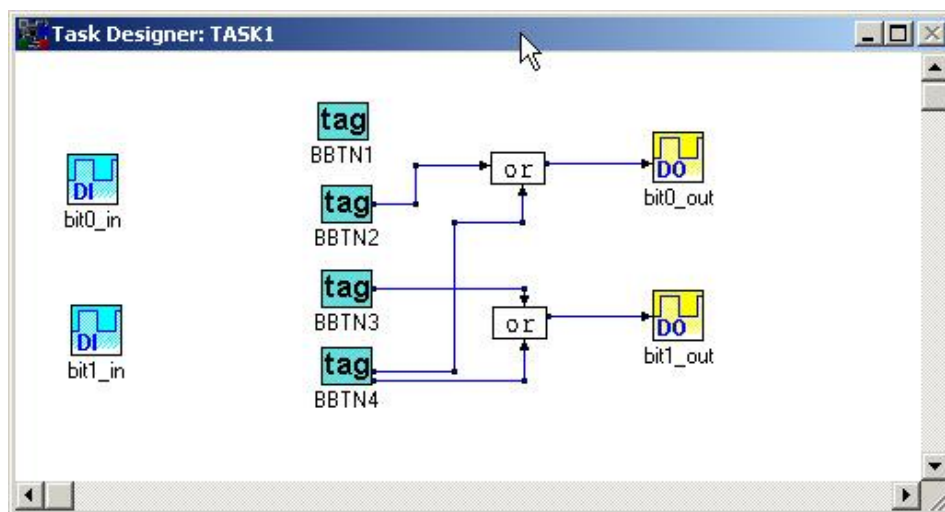 Task Designer: TASK1
tag
BBTN1
DI
bit0_in
tag
BBTN2
or
DO
bit0_out
tag
BBTN3
DI
bit1_in
tag
BBTN4
or
DO
bit1_out